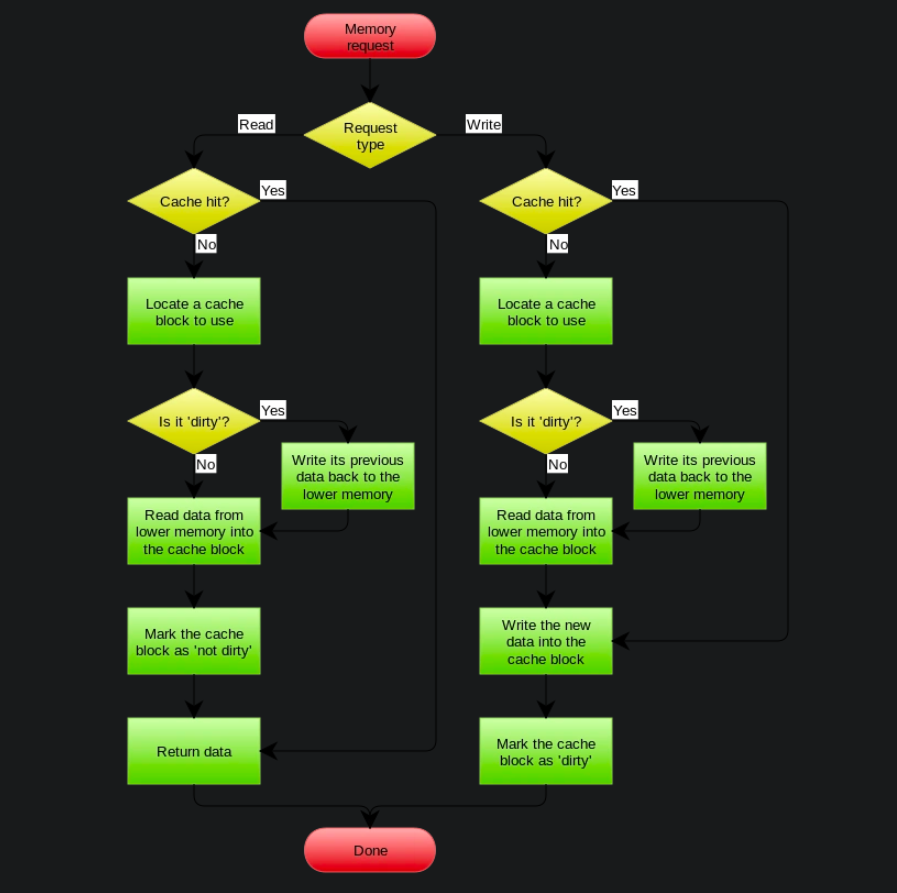 Memory
request
Request
type
Read
Write
Cache hit?
Yes
No
Locate a cache
block to use
Is it 'dirty'?
Yes
No
Write its previous
data back to the
lower memory
Read data from
lower memory into
the cache block
Mark the cache
block as 'not dirty'
Return data
Cache hit?
Yes
No
Locate a cache
block to use
Is it 'dirty'?
Yes
No
Write its previous
data back to the
lower memory
Read data from
lower memory into
the cache block
Write the new
data into the
cache block
Mark the cache
block as 'dirty'
Done